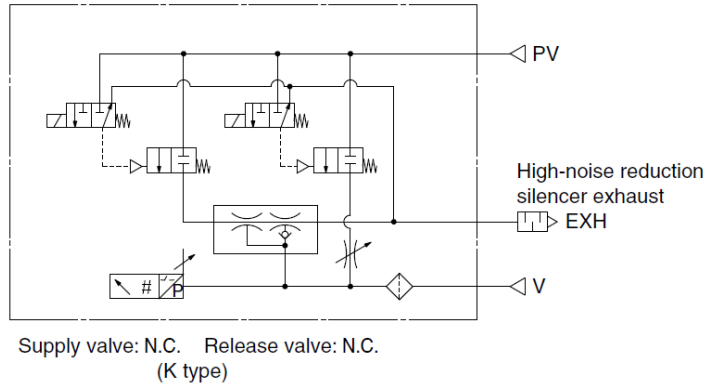 PV
High-noise reduction
silencer exhaust
EXH
# P
V
Supply valve: N.C. Release valve: N.C.
(K type)